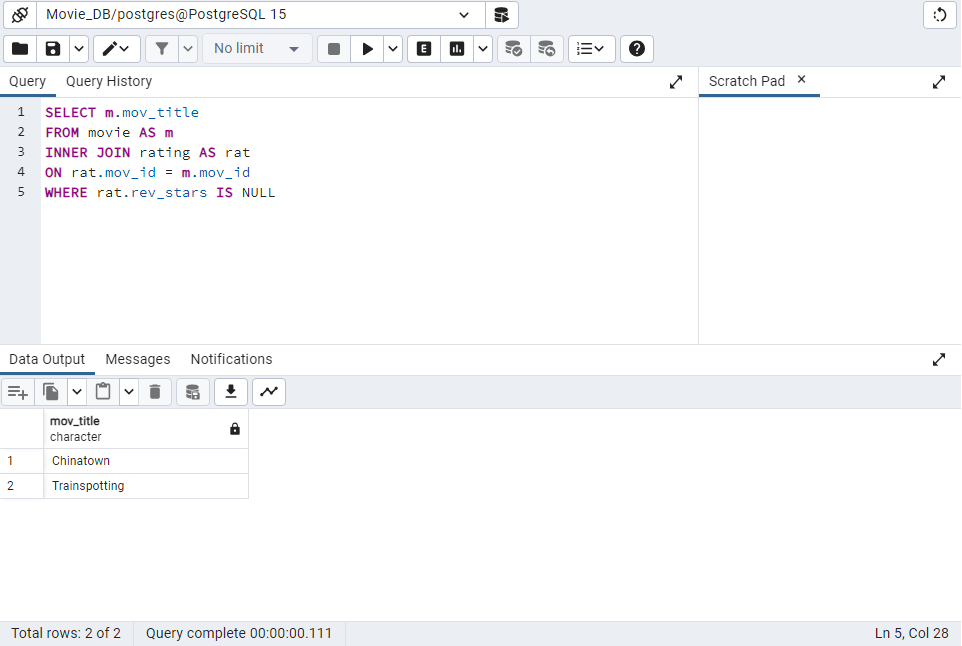 Movie_DB/postgres@PostgreSQL 15
No limit
E
Query Query History
Scratch Pad
1 SELECT m.mov_title
2 FROM movie AS m
3 INNER JOIN rating AS rat
4 ON rat.mov_id = m.mov_id
5 WHERE rat.rev_stars IS NULL
Data Output Messages Notifications
mov_title
character
1 Chinatown
2 Trainspotting
Total rows: 2 of 2 Query complete 00:00:00.111 Ln 5, Col 28